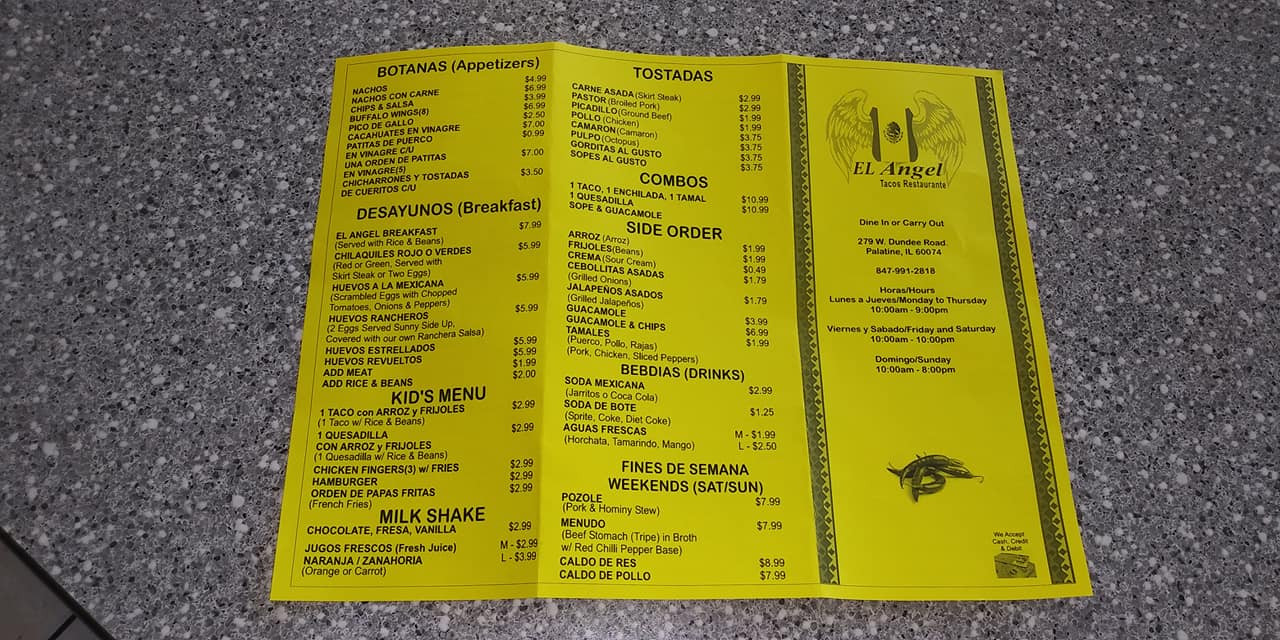 BOTANAS (Appetizers)
NACHOS $4.99
NACHOS CON CARNE $6.99
CHIPS & SALSA $3.99
BUFFALO WINGS(8) $6.99
PICO DE GALLO $2.50
CACAHUATES EN VINAGRE $7.00
PATITAS DE PUERCO $0.99
EN VINAGRE C/U
UNA ORDEN DE PATITAS $7.00
EN VINAGRE(5)
CHICHARRONES Y TOSTADAS $3.50
DE CUERITOS C/U
DESAYUNOS (Breakfast)
EL ANGEL BREAKFAST $7.99
(Served with Rice & Beans)
CHILAQUILES ROJO O VERDES $5.99
(Red or Green, Served with
Skirt Steak or Two Eggs)
HUEVOS A LA MEXICANA $5.99
(Scrambled Eggs with Chopped
Tomatoes, Onions & Peppers)
HUEVOS RANCHEROS $5.99
(2 Eggs Served Sunny Side Up,
Covered with our own Ranchera Salsa)
HUEVOS ESTRELLADOS $5.99
HUEVOS REVUELTOS $5.99
ADD MEAT $1.99
ADD RICE & BEANS $2.00
KID'S MENU
1 TACO con ARROZ y FRIJOLES $2.99
(1 Taco w/ Rice & Beans)
1 QUESADILLA $2.99
CON ARROZ y FRIJOLES
(1 Quesadilla w/ Rice & Beans)
CHICKEN FINGERS(3) w/ FRIES $2.99
HAMBURGER $2.99
ORDEN DE PAPAS FRITAS $2.99
(French Fries)
MILK SHAKE
CHOCOLATE, FRESA, VANILLA $2.99
JUGOS FRESCOS (Fresh Juice) M - $2.99
NARANJA / ZANAHORIA L - $3.99
(Orange or Carrot)
TOSTADAS
CARNE ASADA (Skirt Steak) $2.99
PASTOR (Broiled Pork) $2.99
PICADILLO (Ground Beef) $1.99
POLLO (Chicken) $1.99
CAMARON (Camaron) $3.75
PULPO (Octopus) $3.75
GORDITAS AL GUSTO $3.75
SOPES AL GUSTO $3.75
COMBOS
1 TACO, 1 ENCHILADA, 1 TAMAL $10.99
1 QUESADILLA $10.99
SOPE & GUACAMOLE
SIDE ORDER
ARROZ (Arroz) $1.99
FRIJOLES (Beans) $1.99
CREMA (Sour Cream) $0.49
CEBOLLITAS ASADAS $1.79
(Grilled Onions)
JALAPEÑOS ASADOS $1.79
(Grilled Jalapeños)
GUACAMOLE $3.99
GUACAMOLE & CHIPS $6.99
TAMALES $1.99
(Puerco, Pollo, Rajas)
(Pork, Chicken, Sliced Peppers)
BEBDIAS (DRINKS)
SODA MEXICANA $2.99
(Jarritos o Coca Cola)
SODA DE BOTE $1.25
(Sprite, Coke, Diet Coke)
AGUAS FRESCAS M - $1.99
(Horchata, Tamarindo, Mango) L - $2.50
FINES DE SEMANA
WEEKENDS (SAT/SUN)
POZOLE $7.99
(Pork & Hominy Stew)
MENUDO $7.99
(Beef Stomach (Tripe) in Broth
w/ Red Chilli Pepper Base)
CALDO DE RES $8.99
CALDO DE POLLO $7.99
EL Angel
Tacos Restaurante
Dine In or Carry Out
279 W. Dundee Road.
Palatine, IL 60074
847-991-2818
Horas/Hours
Lunes a Jueves/Monday to Thursday
10:00am - 9:00pm
Viernes y Sabado/Friday and Saturday
10:00am - 10:00pm
Domingo/Sunday
10:00am - 8:00pm
We Accept
Cash, Credit
& Debit